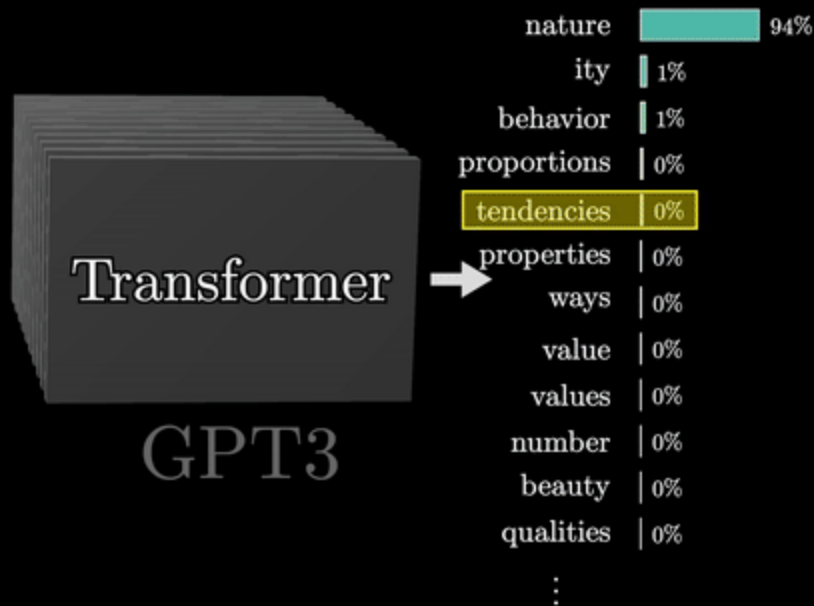 nature 94%
ity 1%
behavior 1%
proportions 0%
tendencies 0%
properties 0%
ways 0%
value 0%
values 0%
number 0%
beauty 0%
qualities 0%
⋮
Transformer
GPT3